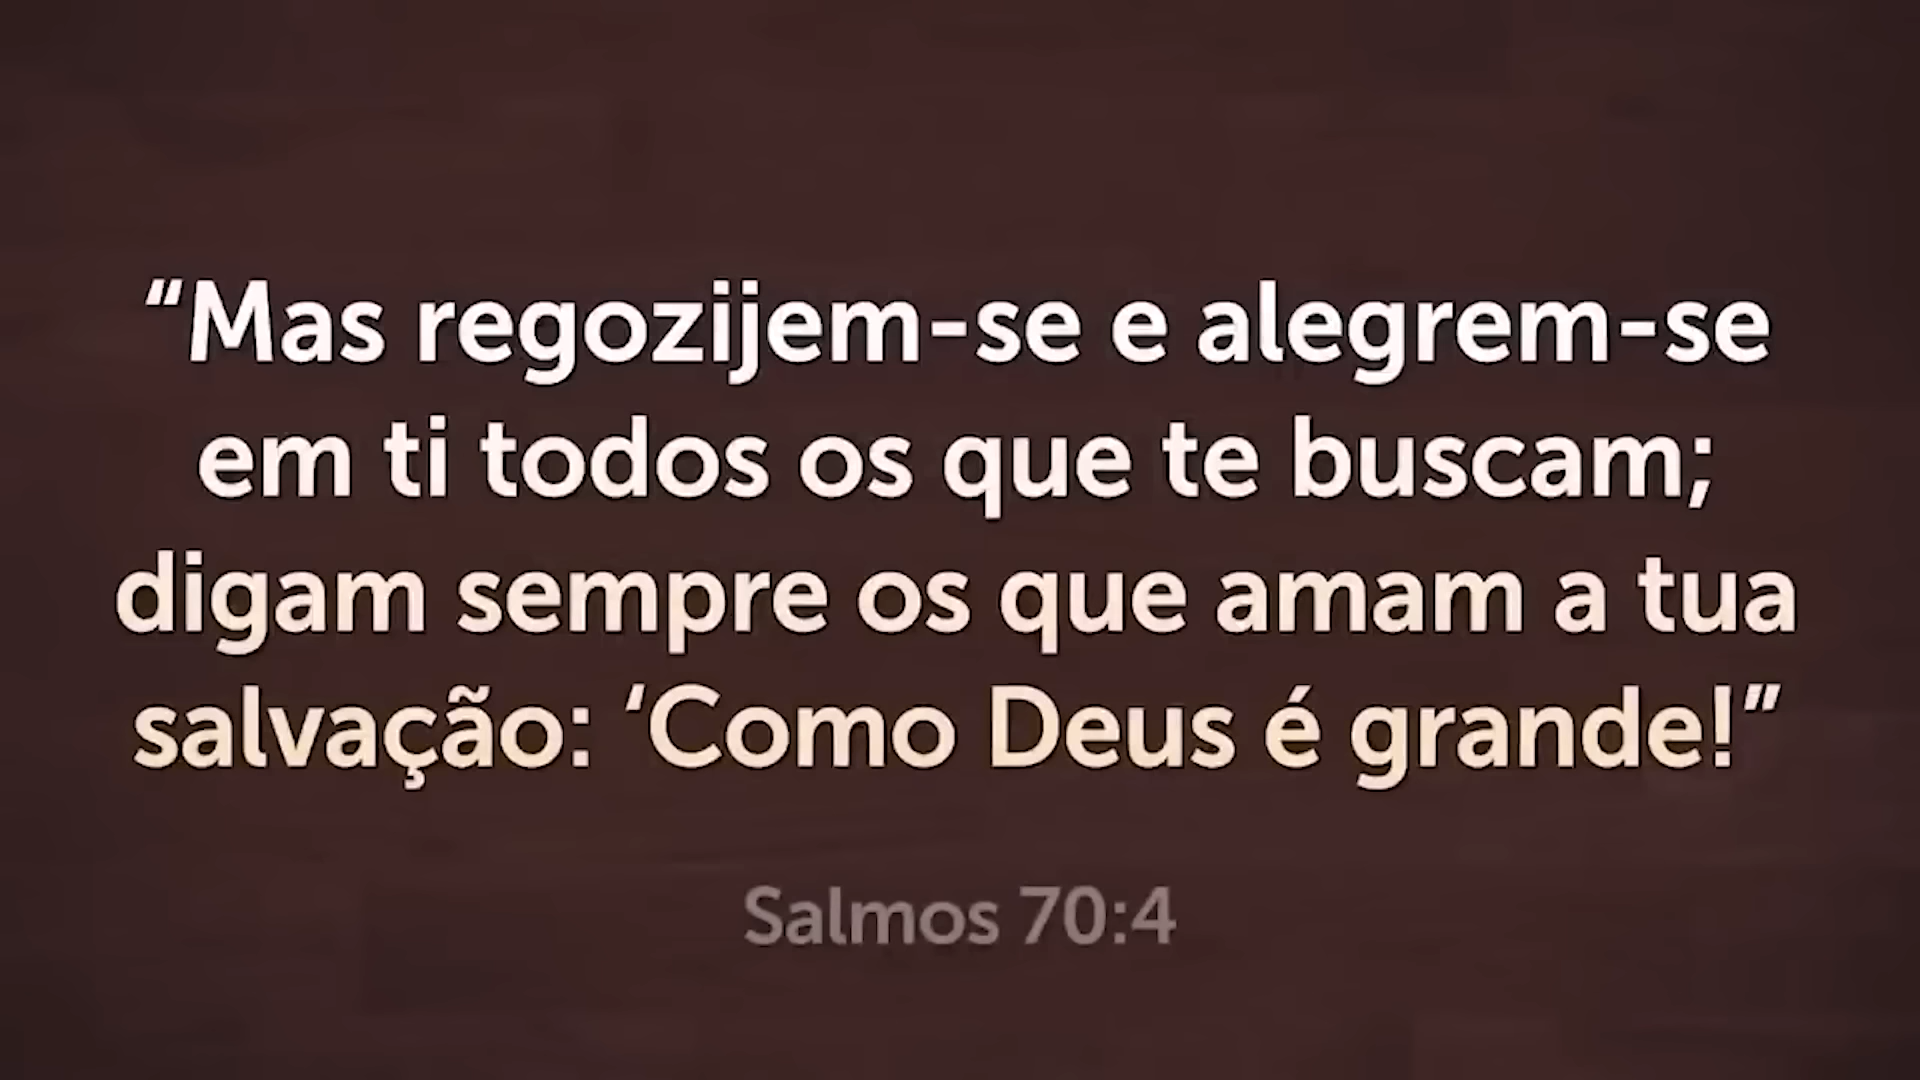 “Mas regozijem-se e alegrem-se
em ti todos os que te buscam;
digam sempre os que amam a tua
salvação: ‘Como Deus é grande!”
Salmos 70:4